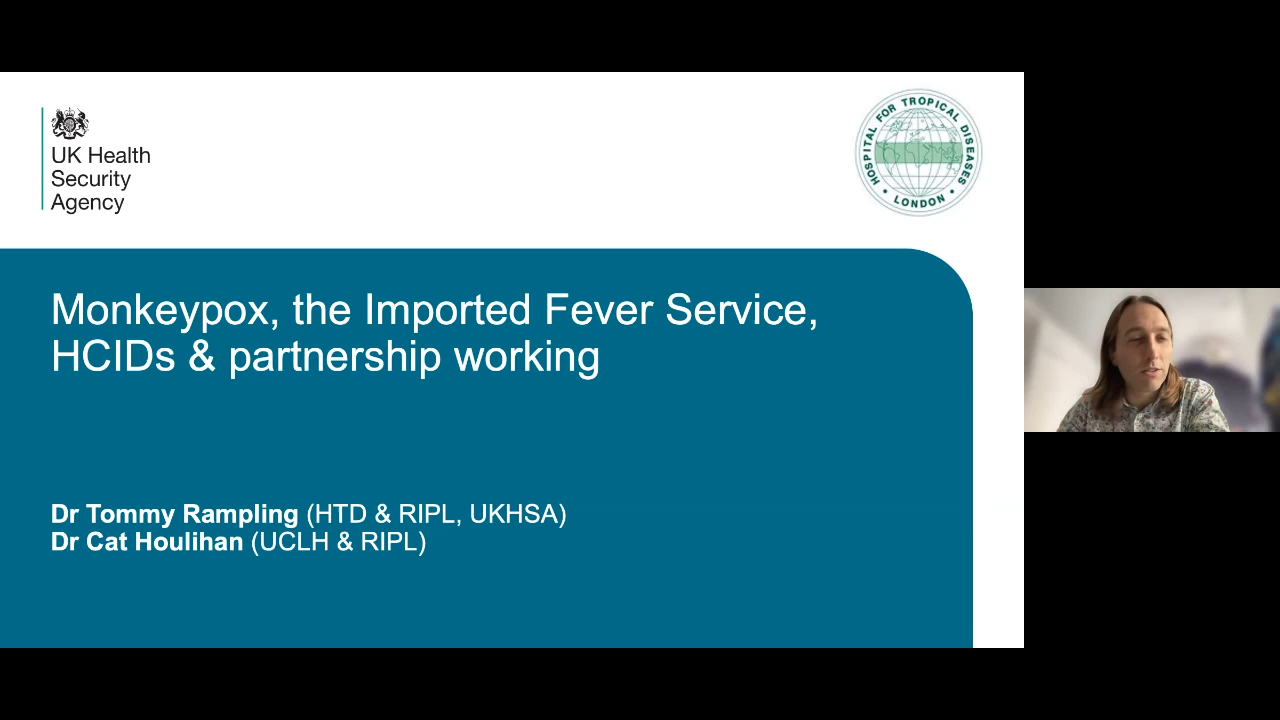 UK Health
Security
Agency
HOSPITAL FOR TROPICAL DISEASES
• LONDON •
Monkeypox, the Imported Fever Service,
HCIDs & partnership working
Dr Tommy Rampling (HTD & RIPL, UKHSA)
Dr Cat Houlihan (UCLH & RIPL)